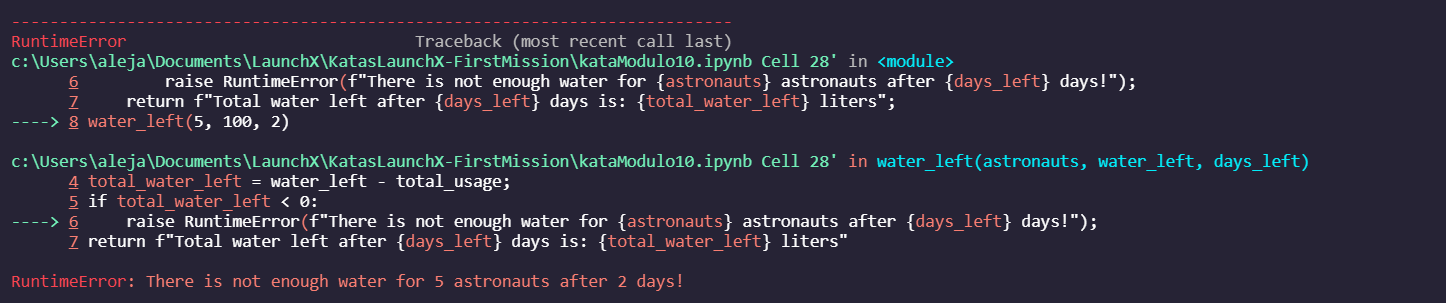 ---------------------------------------------------------------------------
RuntimeError                              Traceback (most recent call last)
c:\Users\aleja\Documents\LaunchX\KatasLaunchX-FirstMission\kataModulo10.ipynb Cell 28' in <module>
      6         raise RuntimeError(f"There is not enough water for {astronauts} astronauts after {days_left} days!");
      7     return f"Total water left after {days_left} days is: {total_water_left} liters";
----> 8 water_left(5, 100, 2)
c:\Users\aleja\Documents\LaunchX\KatasLaunchX-FirstMission\kataModulo10.ipynb Cell 28' in water_left(astronauts, water_left, days_left)
      4 total_water_left = water_left - total_usage;
      5 if total_water_left < 0:
----> 6     raise RuntimeError(f"There is not enough water for {astronauts} astronauts after {days_left} days!");
      7 return f"Total water left after {days_left} days is: {total_water_left} liters"
RuntimeError: There is not enough water for 5 astronauts after 2 days!